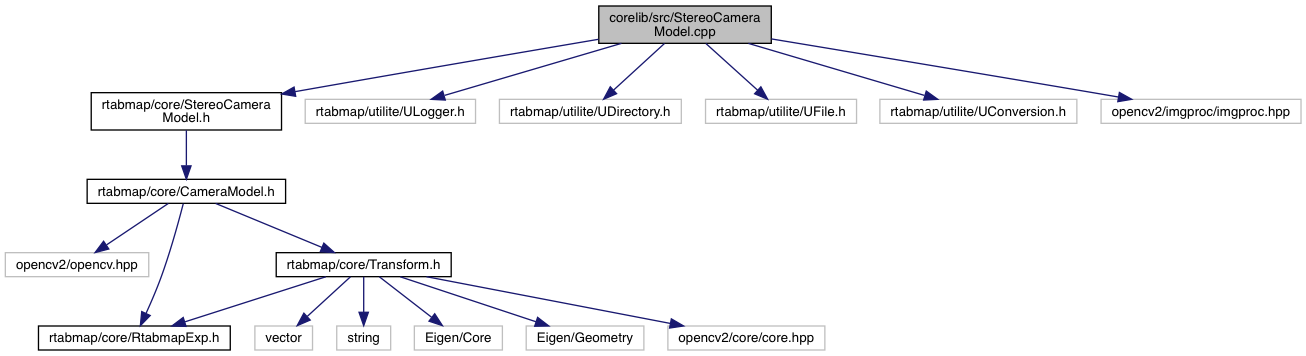 corelib/src/StereoCamera
Model.cpp
rtabmap/core/StereoCamera
Model.h
rtabmap/utilite/ULogger.h
rtabmap/utilite/UDirectory.h
rtabmap/utilite/UFile.h
rtabmap/utilite/UConversion.h
opencv2/imgproc/imgproc.hpp
rtabmap/core/CameraModel.h
opencv2/opencv.hpp
rtabmap/core/Transform.h
rtabmap/core/RtabmapExp.h
vector
string
Eigen/Core
Eigen/Geometry
opencv2/core/core.hpp